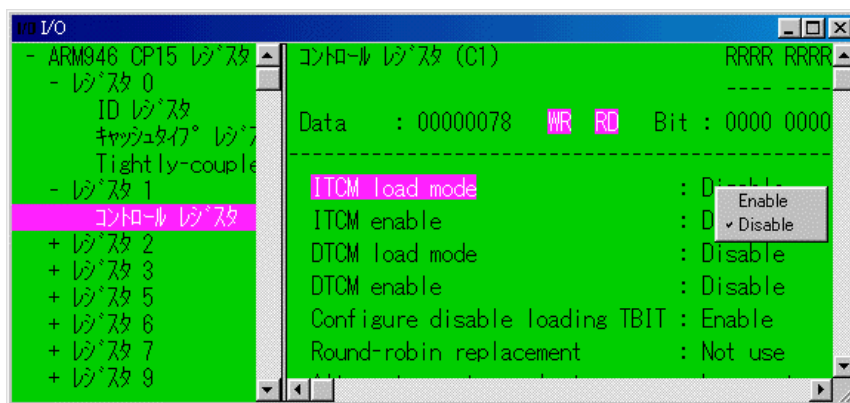 I/O
- ARM946 CP15 レジスタ
- レジスタ 0
ID レジスタ
キャッシュタイプ レジス
Tightly-couple
- レジスタ 1
コントロール レジスタ
+ レジスタ 2
+ レジスタ 3
+ レジスタ 5
+ レジスタ 6
+ レジスタ 7
+ レジスタ 9
コントロール レジスタ (C1) RRRR RRRR
---- ----
Data : 00000078 WR RD Bit : 0000 0000
ITCM load mode : Disable
ITCM enable : D
DTCM load mode : Disable
DTCM enable : Disable
Configure disable loading TBIT : Enable
Round-robin replacement : Not use
Enable
✓ Disable